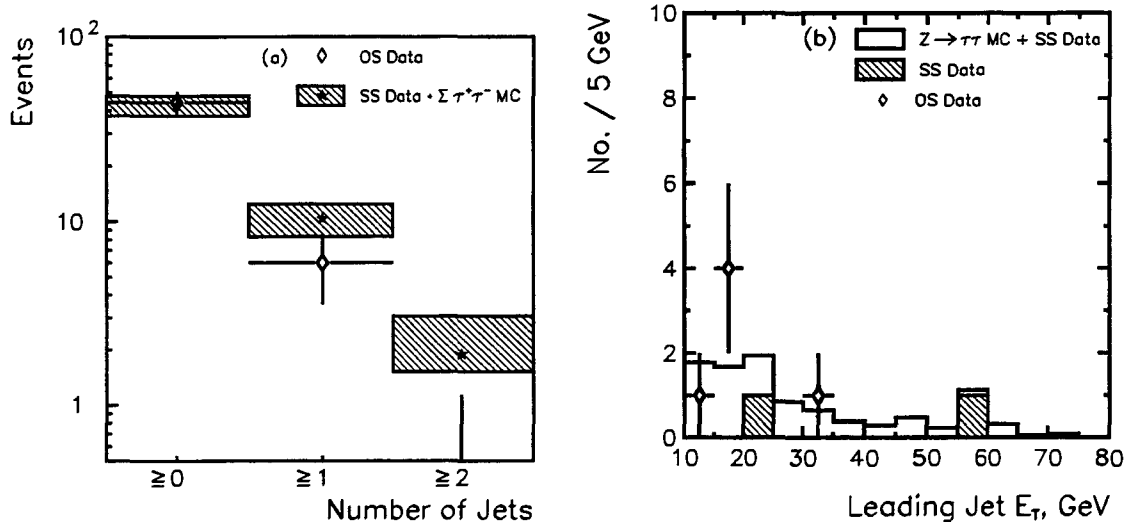 10²
(a) OS Data
SS Data + Σ τ⁺τ⁻ MC
Events
10
1
≧0 ≧1 ≧2
Number of Jets
10
(b) Z→ττ MC + SS Data
SS Data
OS Data
No. / 5 GeV
8
6
4
2
0
10 20 30 40 50 60 70 80
Leading Jet E_T, GeV